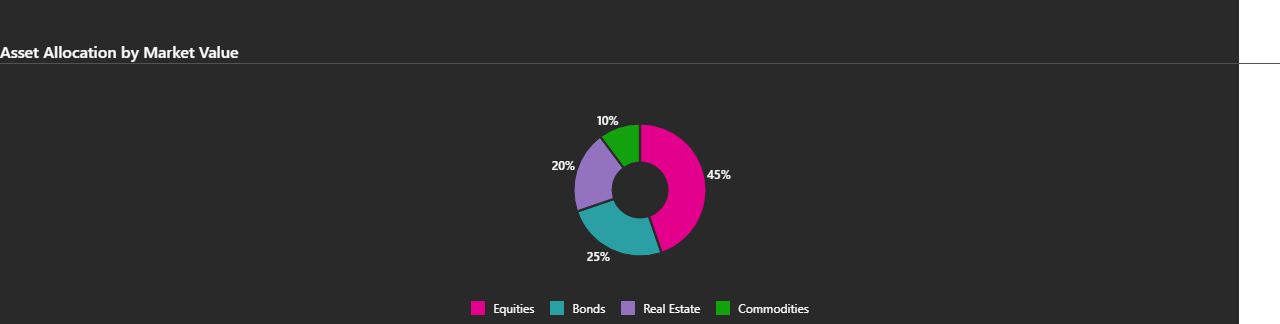 Asset Allocation by Market Value
10%
20%
45%
25%
Equities Bonds Real Estate Commodities